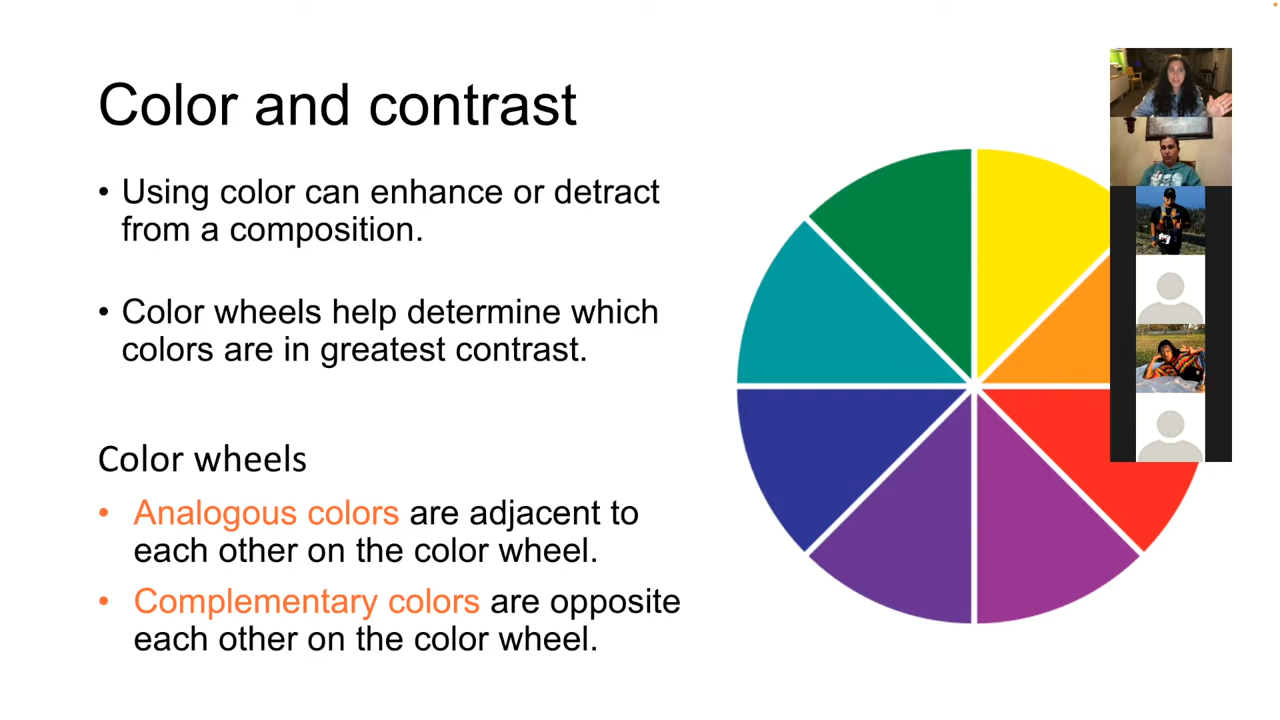 Color and contrast
• Using color can enhance or detract
from a composition.
• Color wheels help determine which
colors are in greatest contrast.
Color wheels
• Analogous colors are adjacent to
each other on the color wheel.
• Complementary colors are opposite
each other on the color wheel.